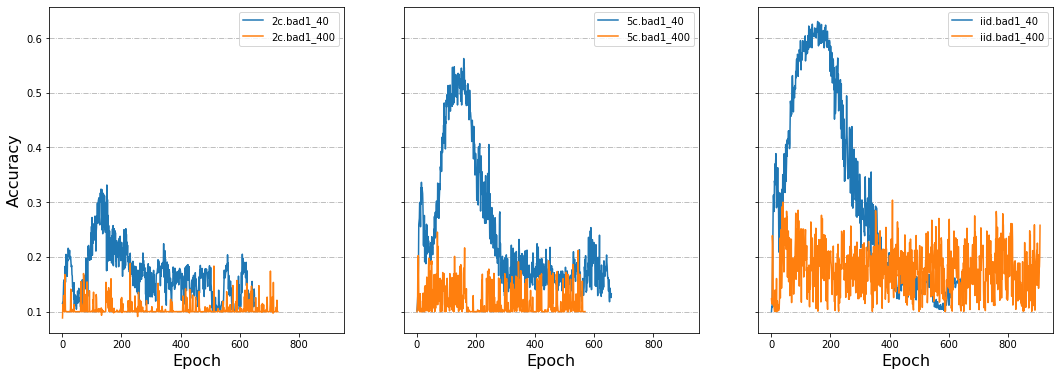 2c.bad1_40
2c.bad1_400
5c.bad1_40
5c.bad1_400
iid.bad1_40
iid.bad1_400
0.6
0.5
0.4
0.3
0.2
0.1
Accuracy
0 200 400 600 800
0 200 400 600 800
0 200 400 600 800
Epoch
Epoch
Epoch